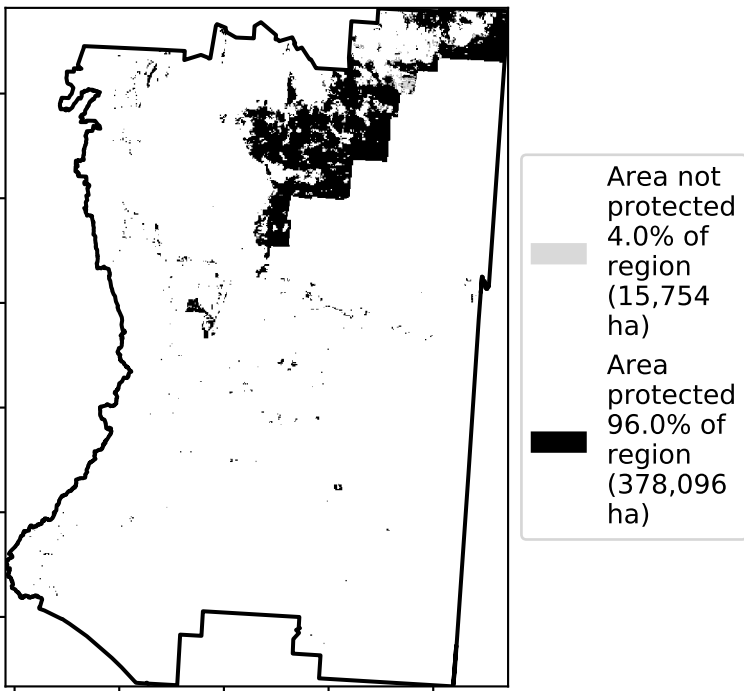 Area not
protected
4.0% of
region
(15,754
ha)
Area
protected
96.0% of
region
(378,096
ha)